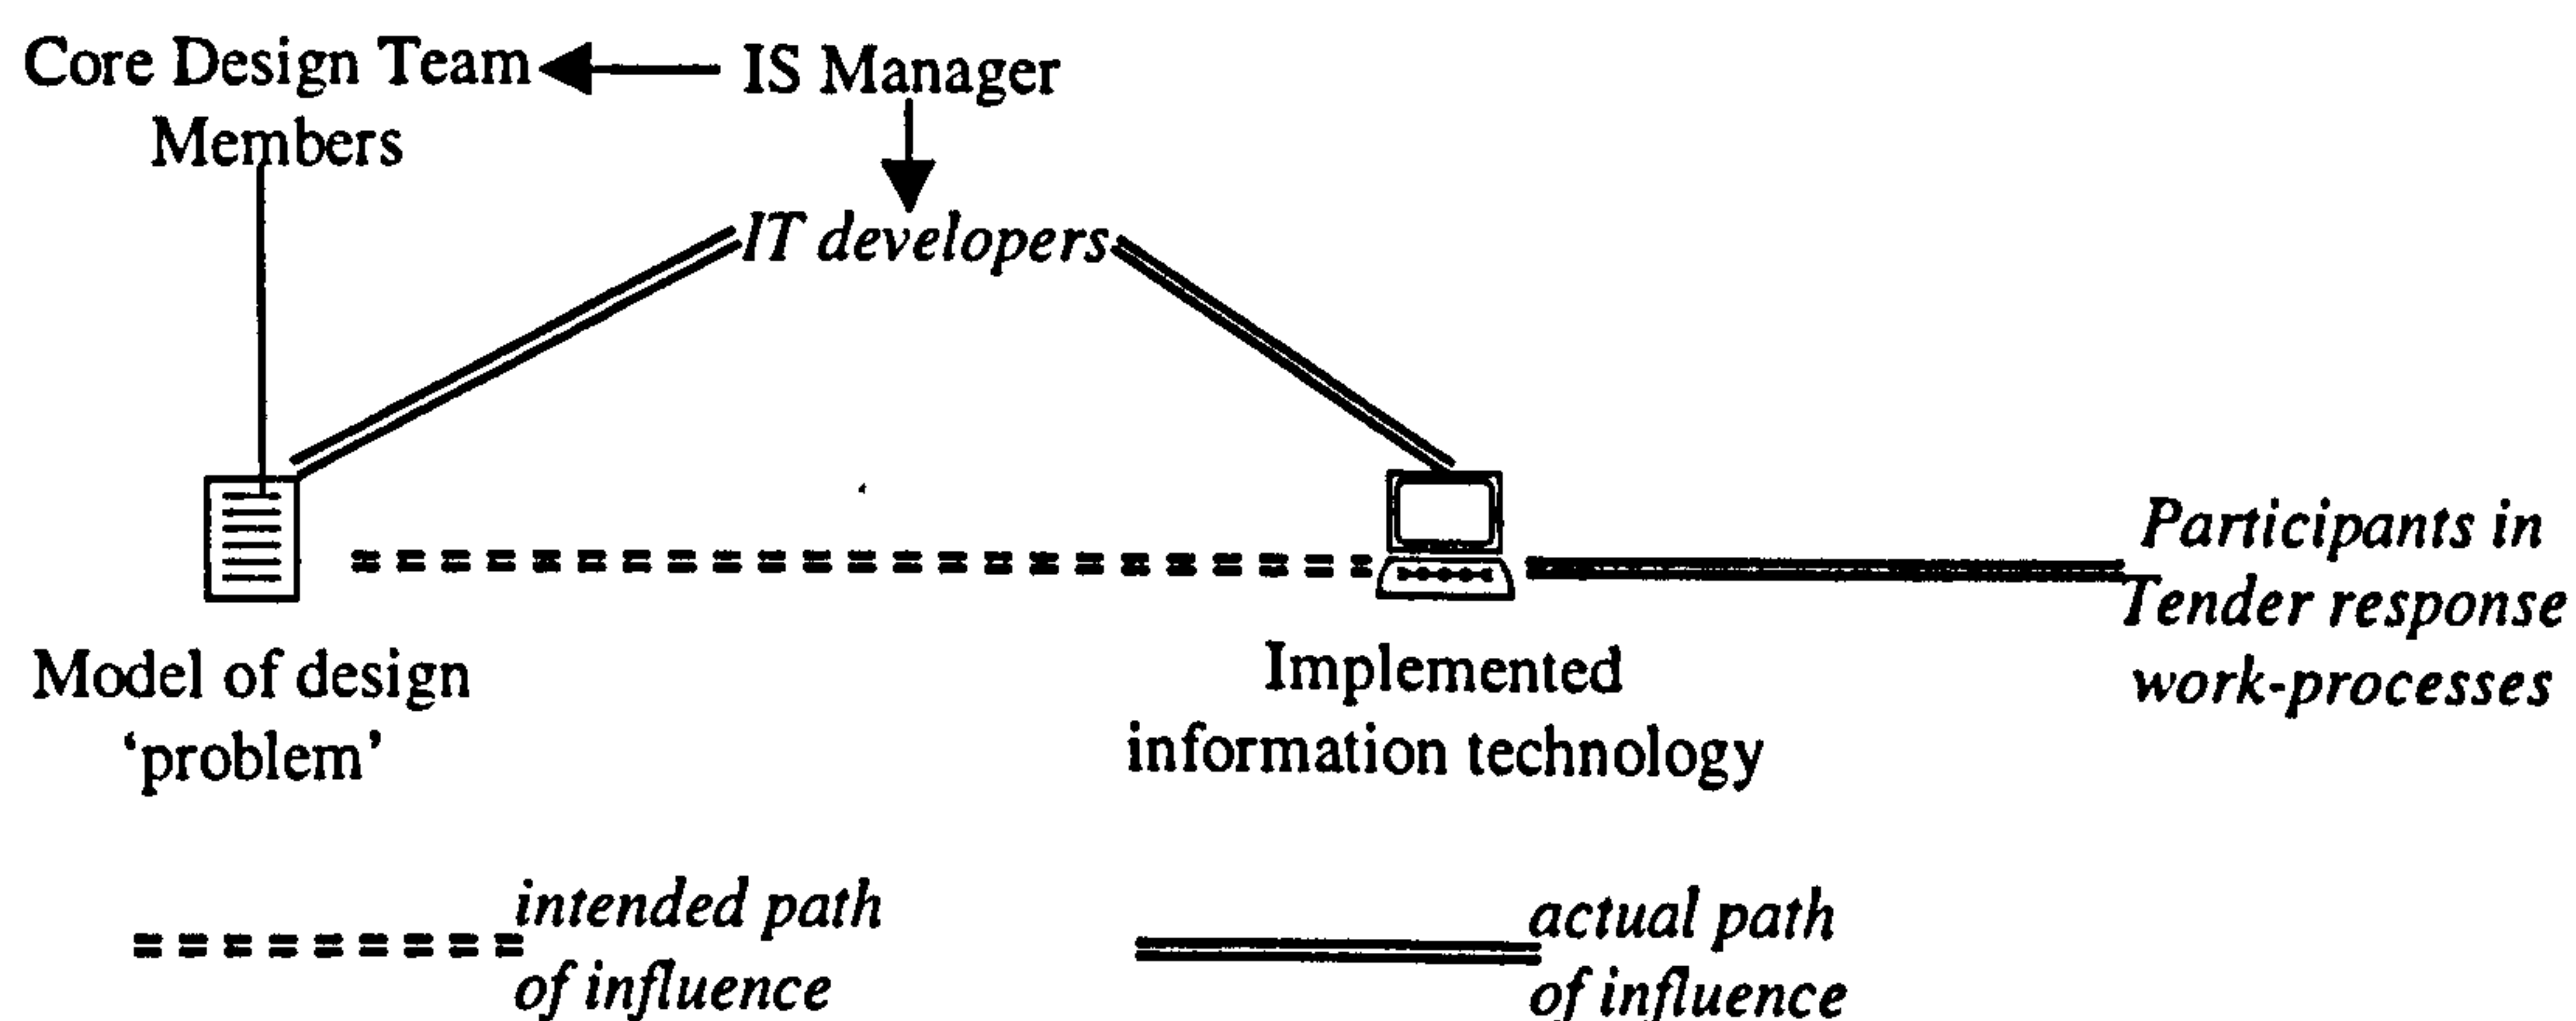 Core Design Team
Members
IS Manager
IT developers
Participants in
Tender response
work-processes
Model of design
‘problem’
Implemented
information technology
intended path
of influence
actual path
of influence